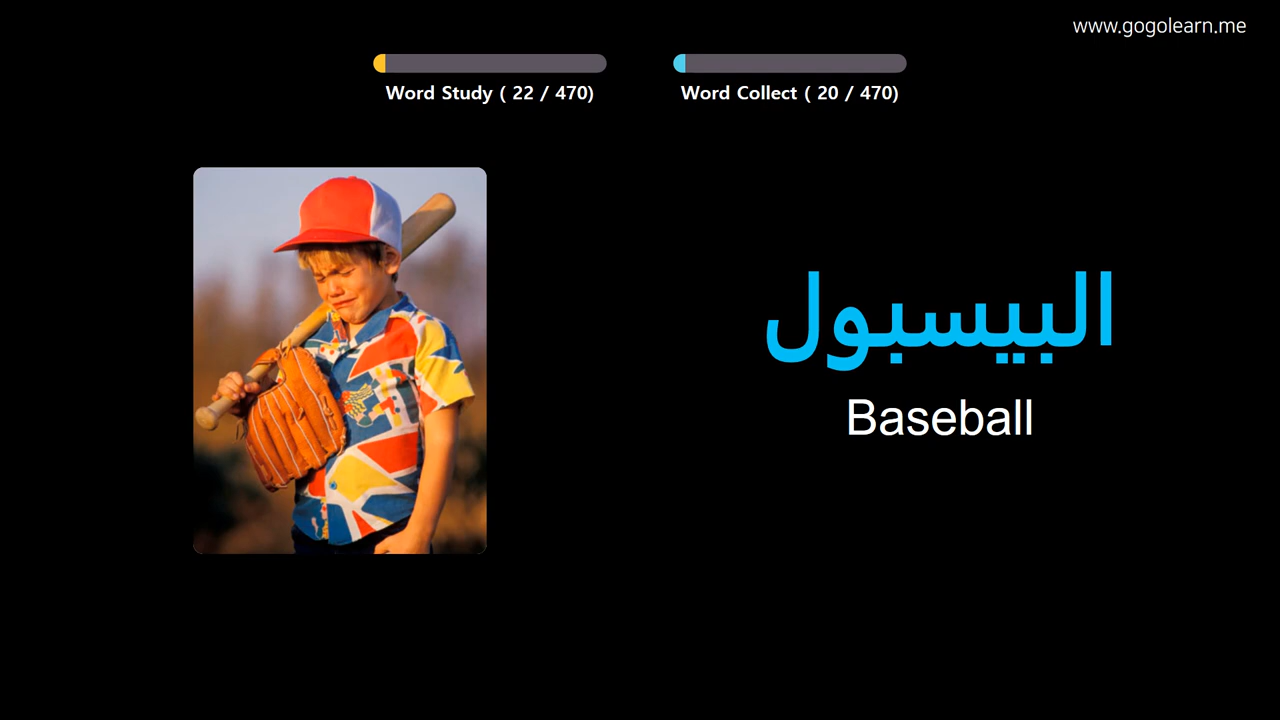 www.gogolearn.me
Word Study ( 22 / 470)
Word Collect ( 20 / 470)
البيسبول
Baseball